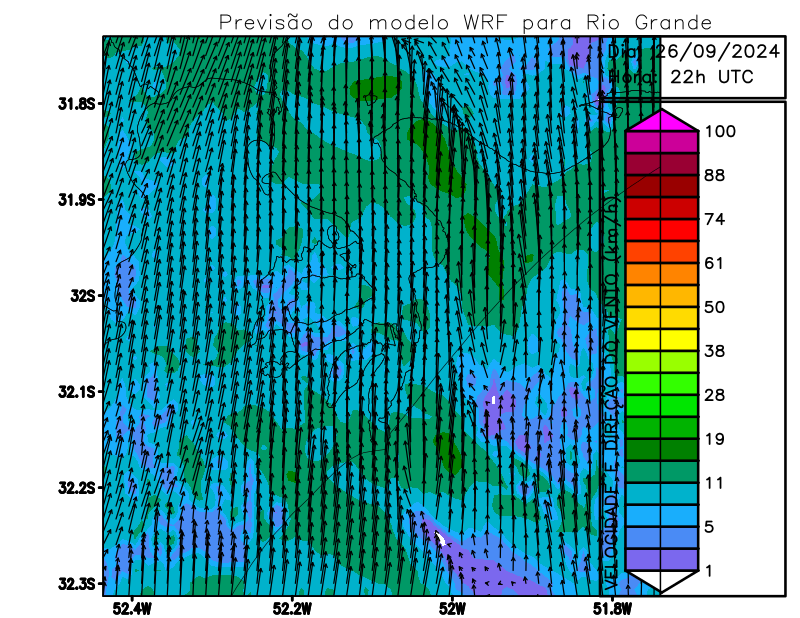 Previsão do modelo WRF para Rio Grande
Dia: 26/09/2024
Hora: 22h UTC
31.8S
31.9S
32S
32.1S
32.2S
32.3S
52.4W
52.2W
52W
51.8W
VELOCIDADE E DIREÇÃO DO VENTO (km/h)
100
88
74
61
50
38
28
19
11
5
1